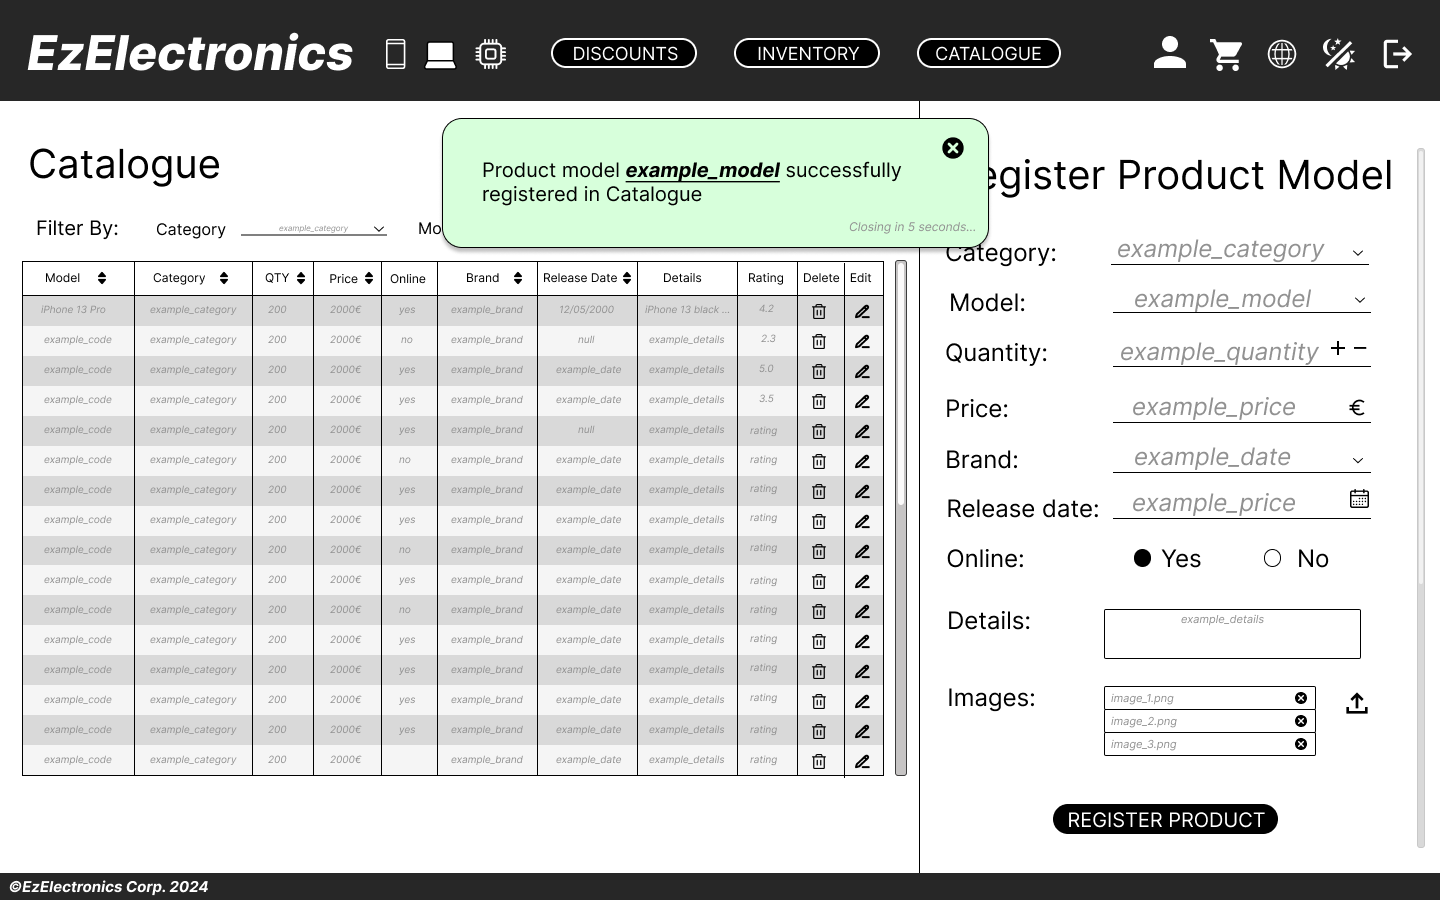 EzElectronics
DISCOUNTS
INVENTORY
CATALOGUE
Catalogue
Product model example_model successfully
registered in Catalogue
Closing in 5 seconds...
egister Product Model
Filter By: Category example_category Mo
Model Category QTY Price Online Brand Release Date Details Rating Delete Edit
iPhone 13 Pro example_category 200 2000€ yes example_brand 12/05/2000 iPhone 13 black ... 4.2
example_code example_category 200 2000€ no example_brand null example_details 2.3
example_code example_category 200 2000€ yes example_brand example_date example_details 5.0
example_code example_category 200 2000€ yes example_brand example_date example_details 3.5
example_code example_category 200 2000€ yes example_brand null example_details rating
example_code example_category 200 2000€ no example_brand example_date example_details rating
example_code example_category 200 2000€ yes example_brand example_date example_details rating
example_code example_category 200 2000€ yes example_brand example_date example_details rating
example_code example_category 200 2000€ no example_brand example_date example_details rating
example_code example_category 200 2000€ yes example_brand example_date example_details rating
example_code example_category 200 2000€ no example_brand example_date example_details rating
example_code example_category 200 2000€ yes example_brand example_date example_details rating
example_code example_category 200 2000€ yes example_brand example_date example_details rating
example_code example_category 200 2000€ yes example_brand example_date example_details rating
example_code example_category 200 2000€ yes example_brand example_date example_details rating
example_code example_category 200 2000€ example_brand example_date example_details rating
Category: example_category
Model: example_model
Quantity: example_quantity + −
Price: example_price €
Brand: example_date
Release date: example_price
Online: Yes No
Details: example_details
Images: image_1.png
image_2.png
image_3.png
REGISTER PRODUCT
©EzElectronics Corp. 2024